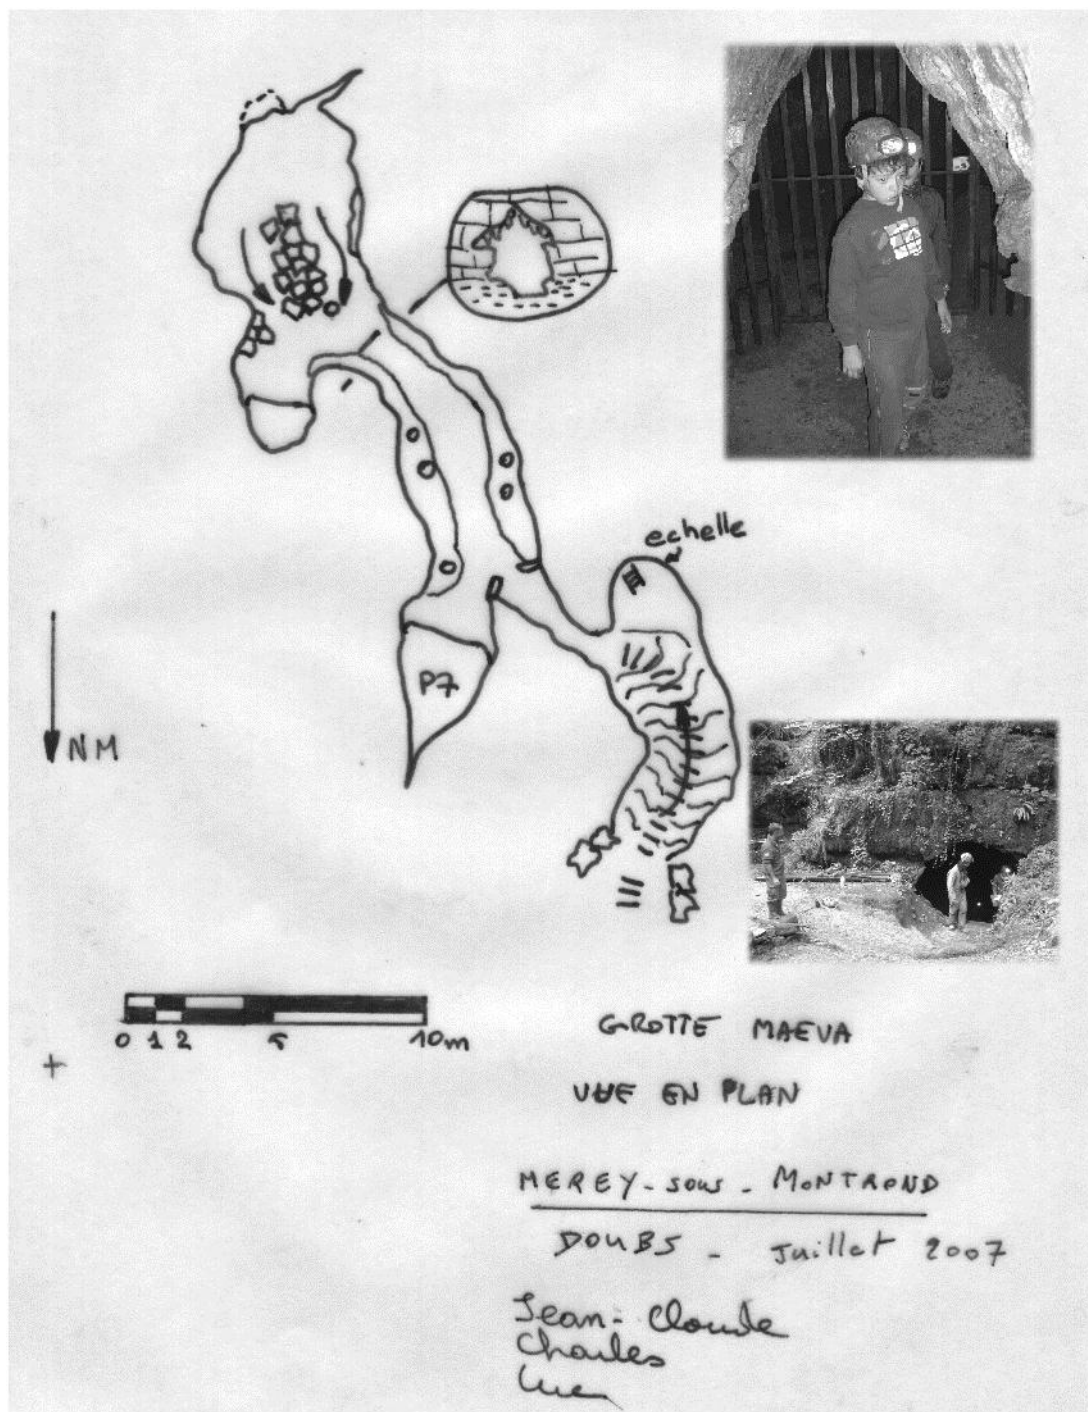 echelle
P7
NM
0 1 2 5 10m
GROTTE MAEVA
VUE EN PLAN
MEREY-sous-MONTROND
DOUBS - Juillet 2007
Jean-Claude
Charles
Luc